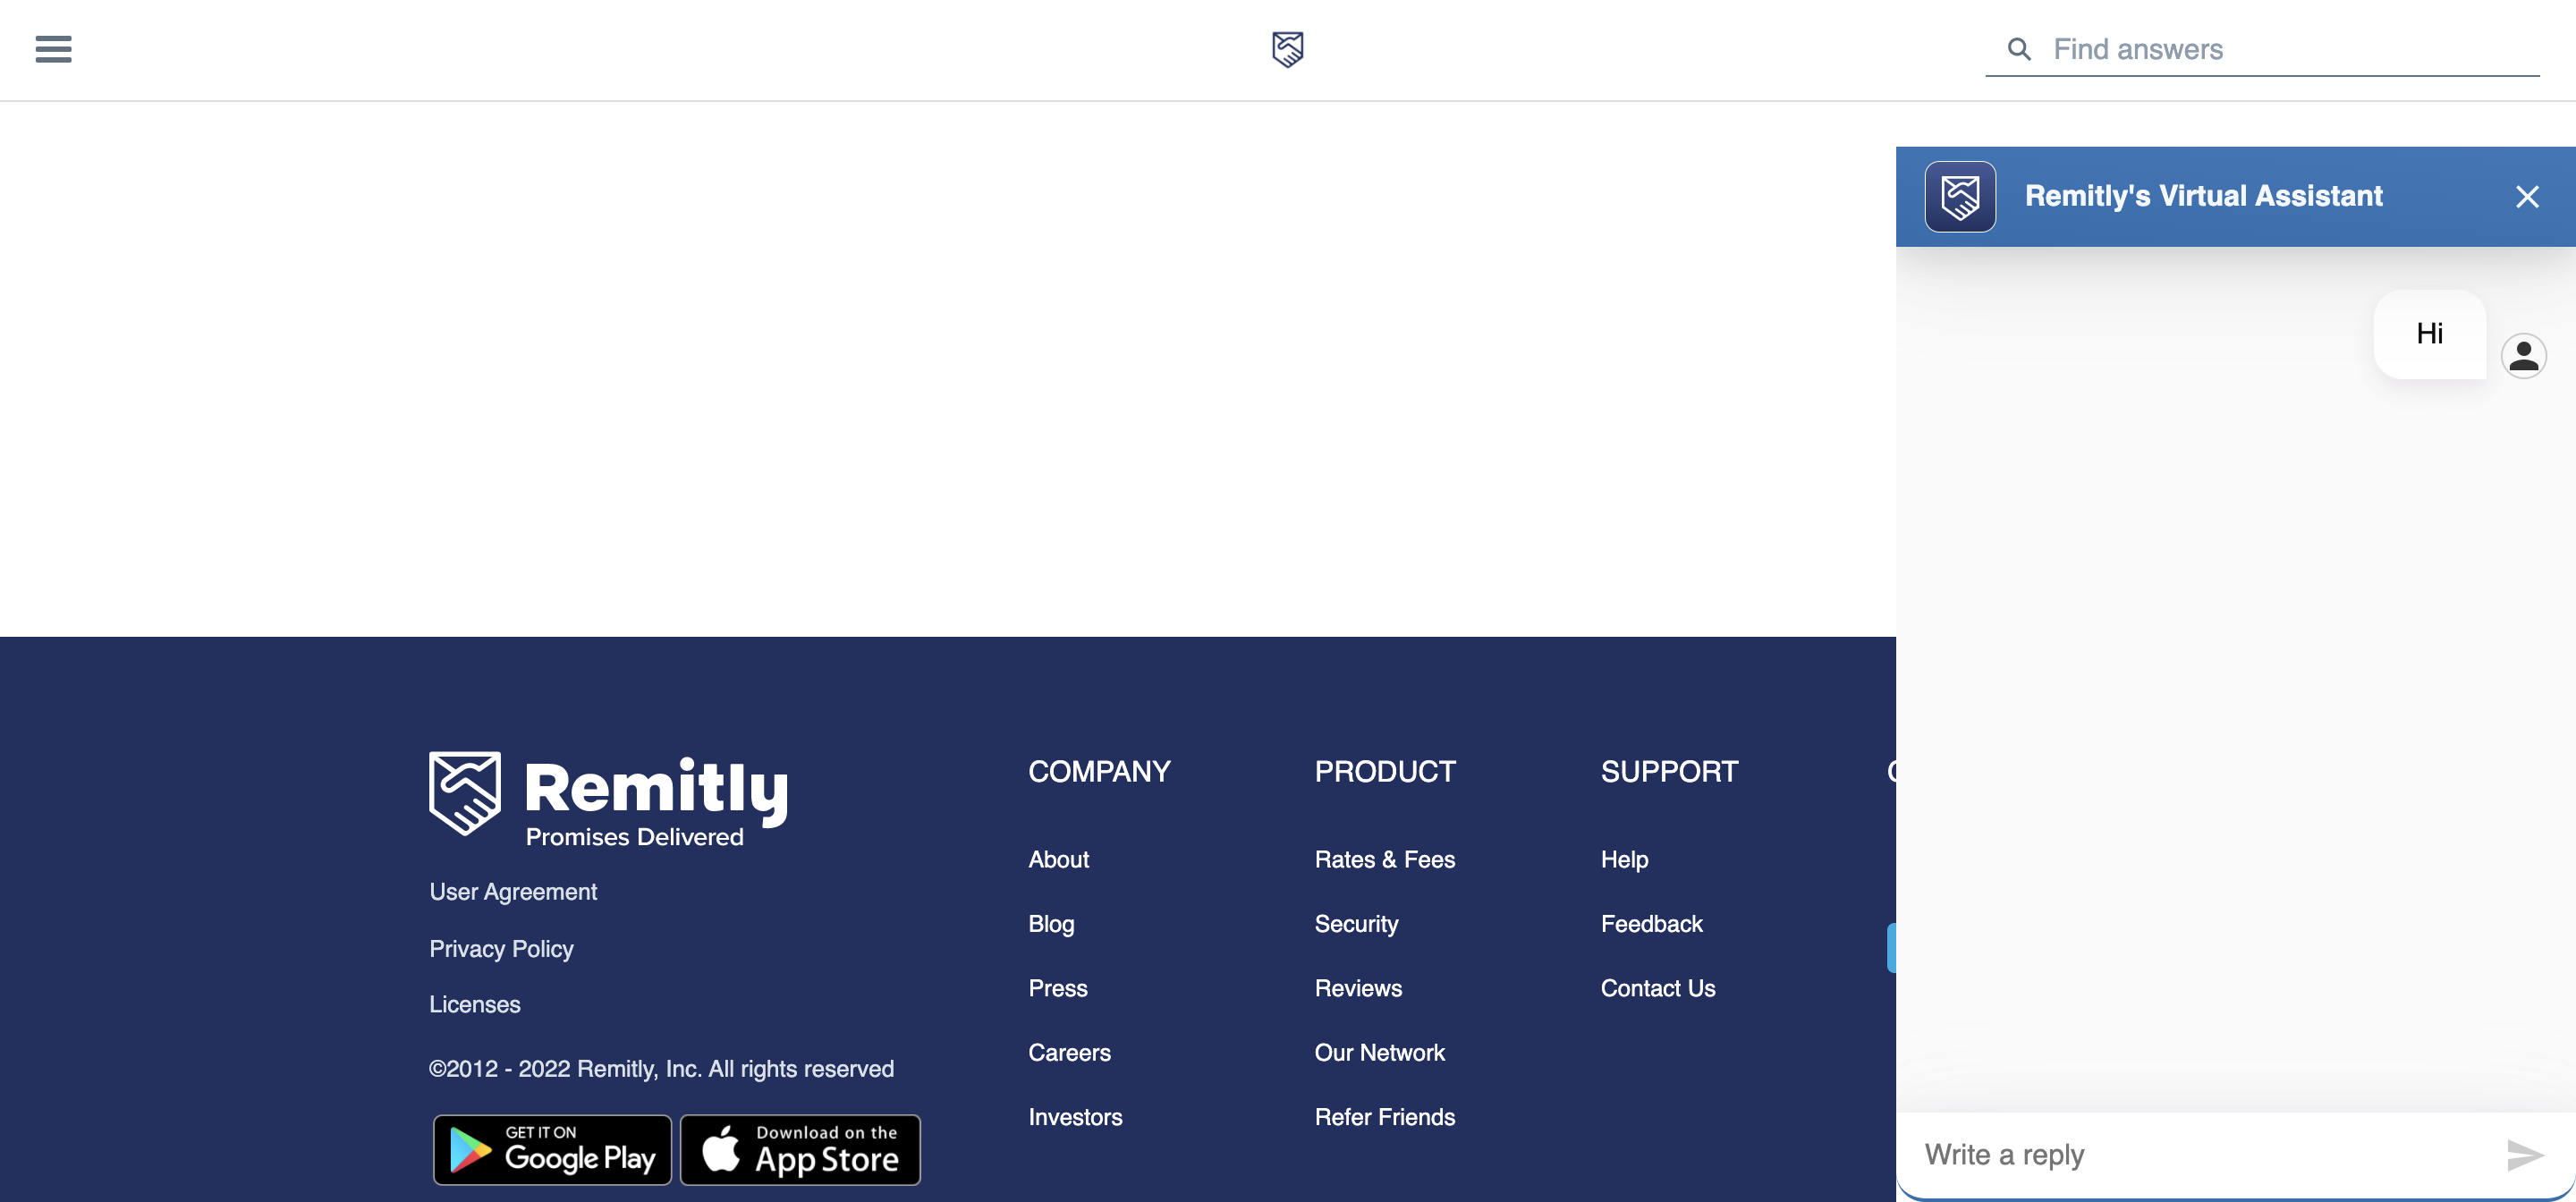 Find answers
Remitly's Virtual Assistant
Hi
Remitly
Promises Delivered
User Agreement
Privacy Policy
Licenses
©2012 - 2022 Remitly, Inc. All rights reserved
GET IT ON
Google Play
Download on the
App Store
COMPANY
About
Blog
Press
Careers
Investors
PRODUCT
Rates & Fees
Security
Reviews
Our Network
Refer Friends
SUPPORT
Help
Feedback
Contact Us
Write a reply